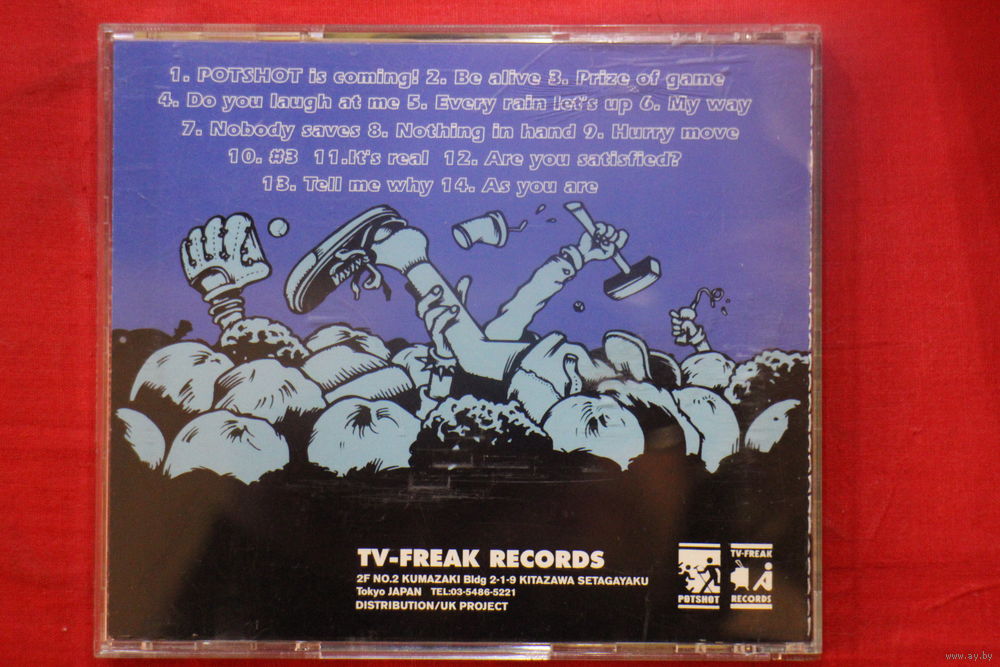 1. POTSHOT is coming! 2. Be alive 3. Prize of game
4. Do you laugh at me 5. Every rain let's up 6. My way
7. Nobody saves 8. Nothing in hand 9. Hurry move
10. #3 11.It's real 12. Are you satisfied?
13. Tell me why 14. As you are
TV-FREAK RECORDS
2F NO.2 KUMAZAKI Bldg 2-1-9 KITAZAWA SETAGAYAKU
Tokyo JAPAN TEL:03-5486-5221
DISTRIBUTION/UK PROJECT
POTSHOT
TV-FREAK
RECORDS
www.ay.by